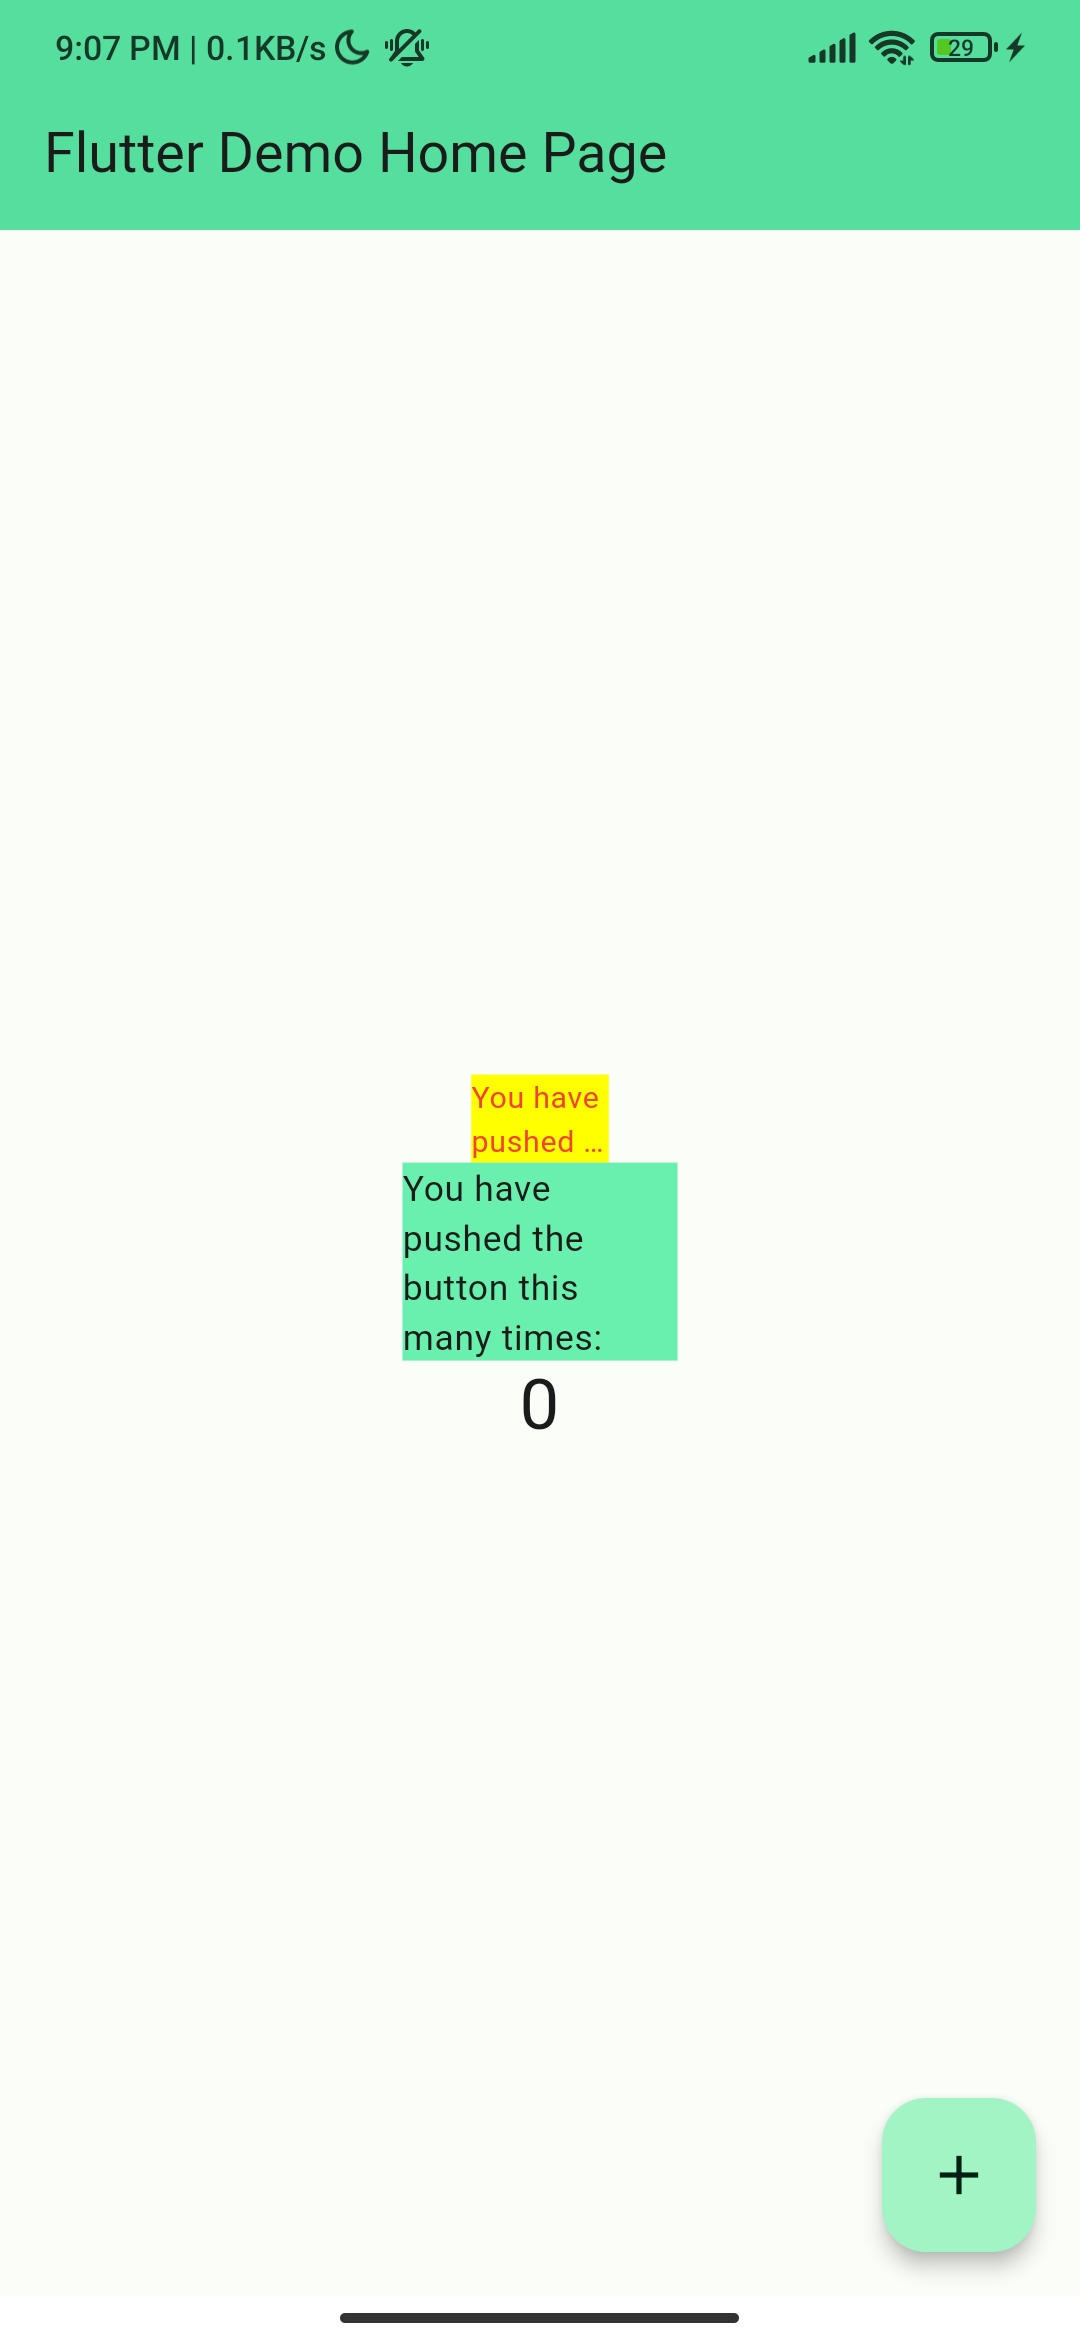 9:07 PM | 0.1KB/s 29
Flutter Demo Home Page
You have
pushed ...
You have
pushed the
button this
many times:
0
+